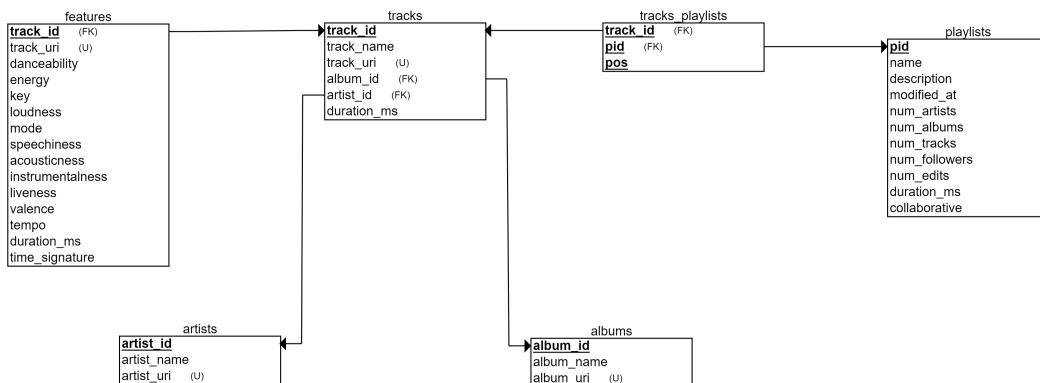 features
track_id (FK)
track_uri (U)
danceability
energy
key
loudness
mode
speechiness
acousticness
instrumentalness
liveness
valence
tempo
duration_ms
time_signature
tracks
track_id
track_name
track_uri (U)
album_id (FK)
artist_id (FK)
duration_ms
tracks_playlists
track_id (FK)
pid (FK)
pos
playlists
pid
name
description
modified_at
num_artists
num_albums
num_tracks
num_followers
num_edits
duration_ms
collaborative
artists
artist_id
artist_name
artist_uri (U)
albums
album_id
album_name
album_uri (U)